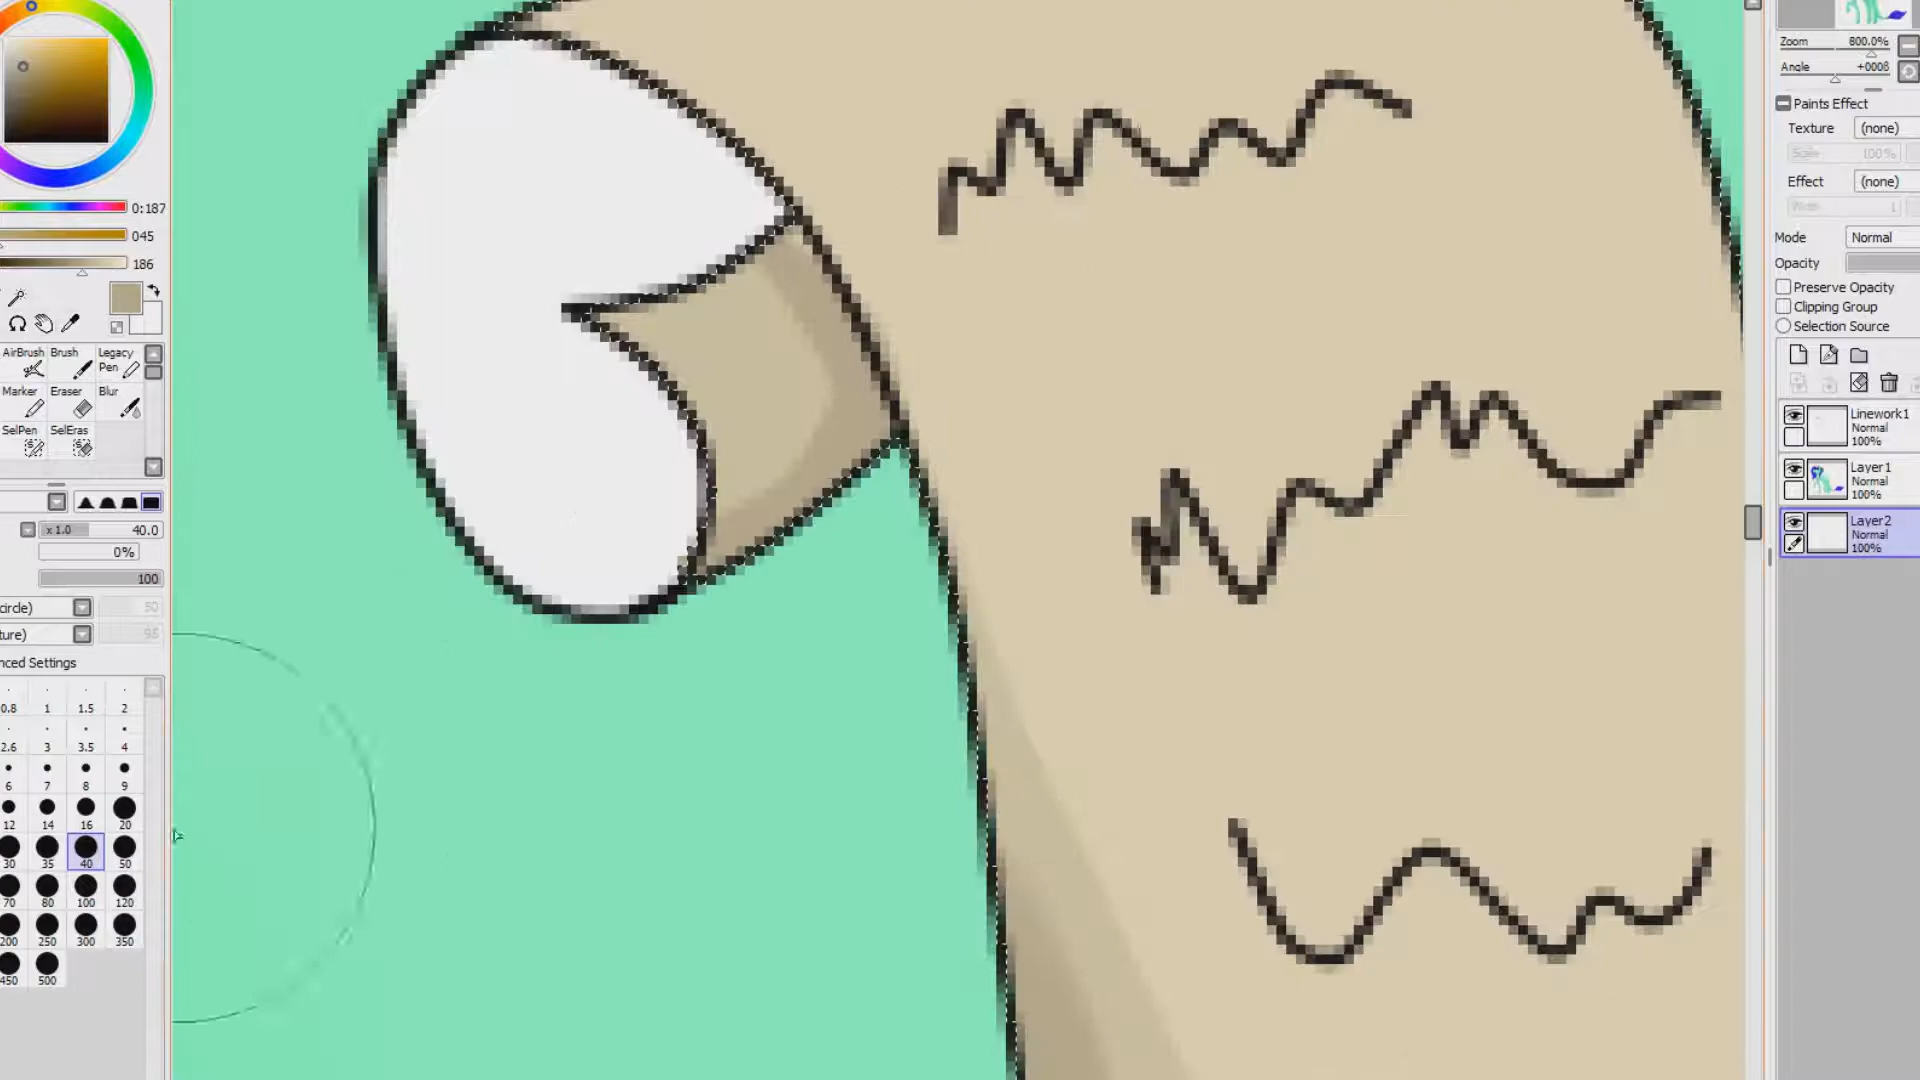 0:187
045
186
AirBrush Brush Legacy Pen
Marker Eraser Blur
SelPen SelEras
x 1.0 40.0
0%
100
circle) 50
ture) 95
nced Settings
0.8 1 1.5 2
2.6 3 3.5 4
6 7 8 9
12 14 16 20
30 35 40 50
70 80 100 120
200 250 300 350
450 500
Zoom 800.0%
Angle +0008
Paints Effect
Texture (none)
Scale 100%
Effect (none)
Width 1
Mode Normal
Opacity
Preserve Opacity
Clipping Group
Selection Source
Linework1
Normal
100%
Layer1
Normal
100%
Layer2
Normal
100%